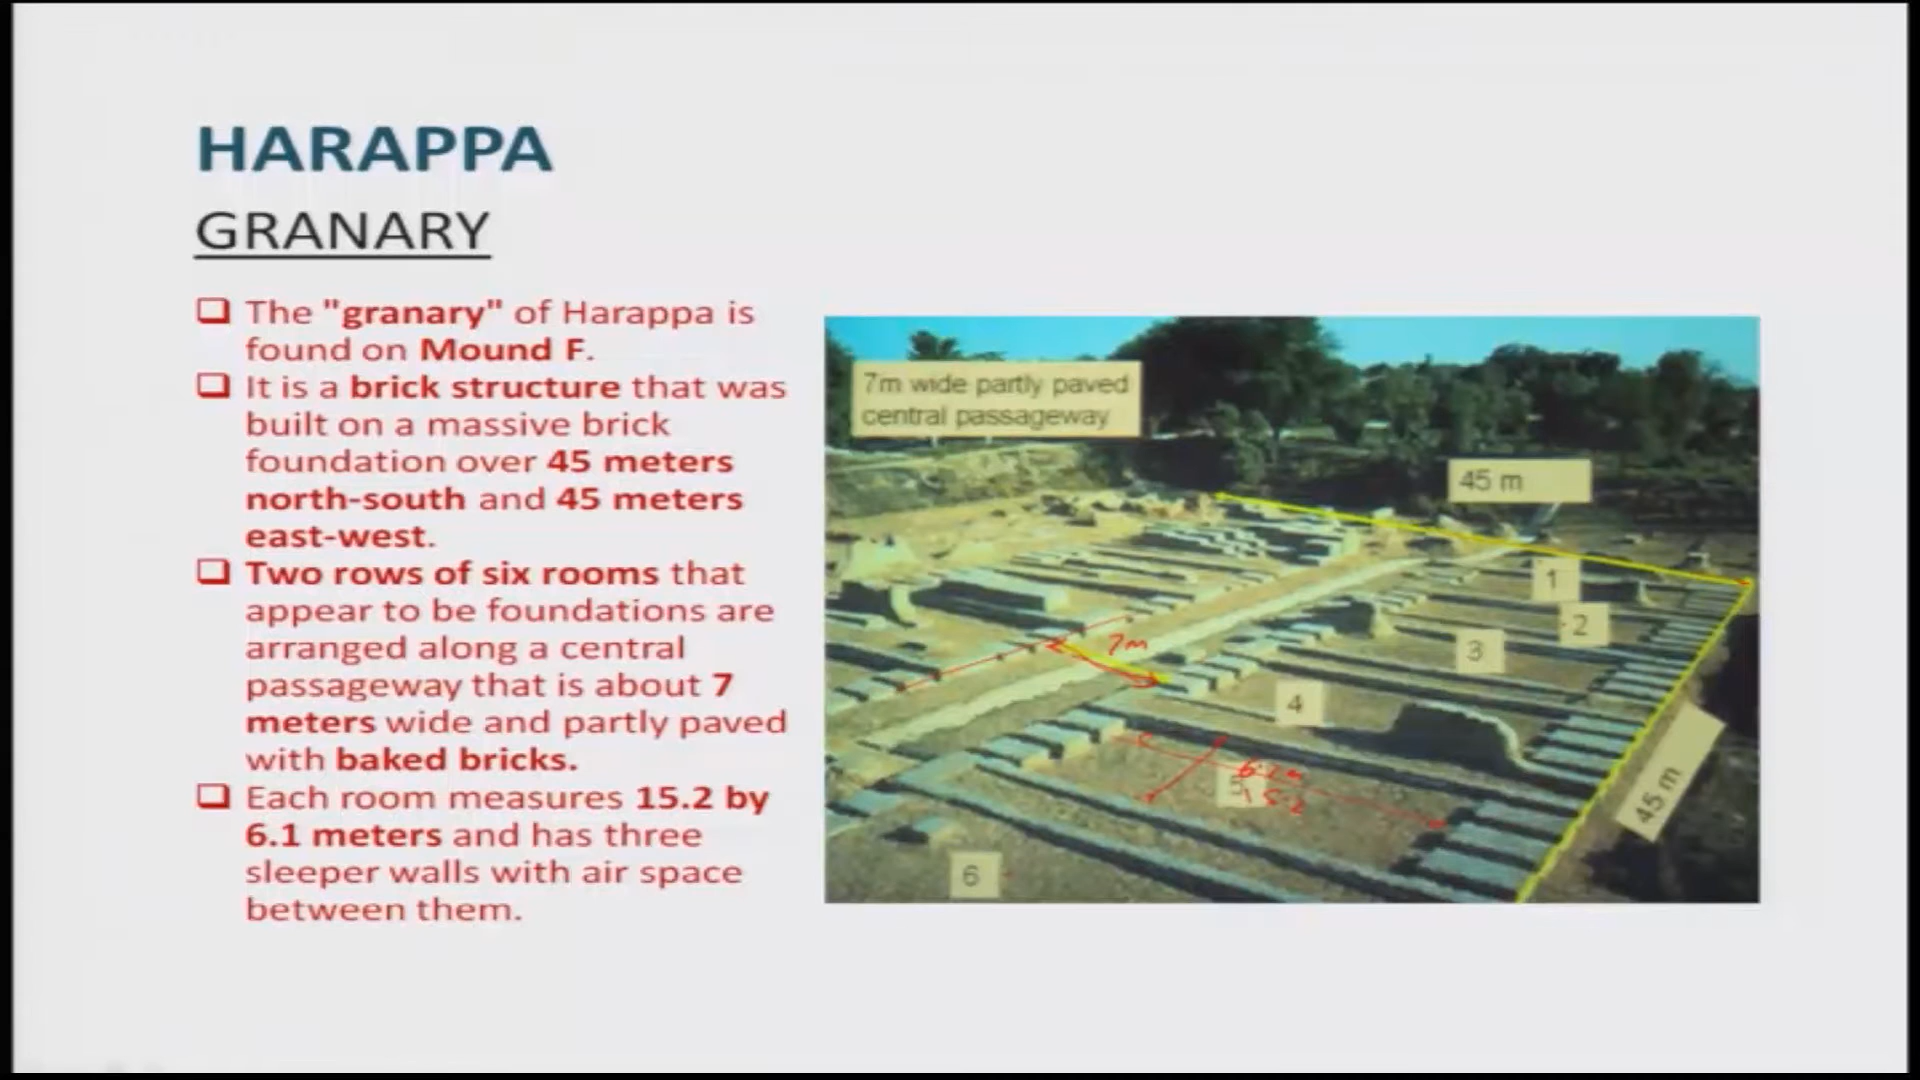 HARAPPA
GRANARY
The "granary" of Harappa is
found on Mound F.
It is a brick structure that was
built on a massive brick
foundation over 45 meters
north-south and 45 meters
east-west.
Two rows of six rooms that
appear to be foundations are
arranged along a central
passageway that is about 7
meters wide and partly paved
with baked bricks.
Each room measures 15.2 by
6.1 meters and has three
sleeper walls with air space
between them.
7m wide partly paved
central passageway
45 m
1
2
3
7m
4
5
15.2
6
45 m